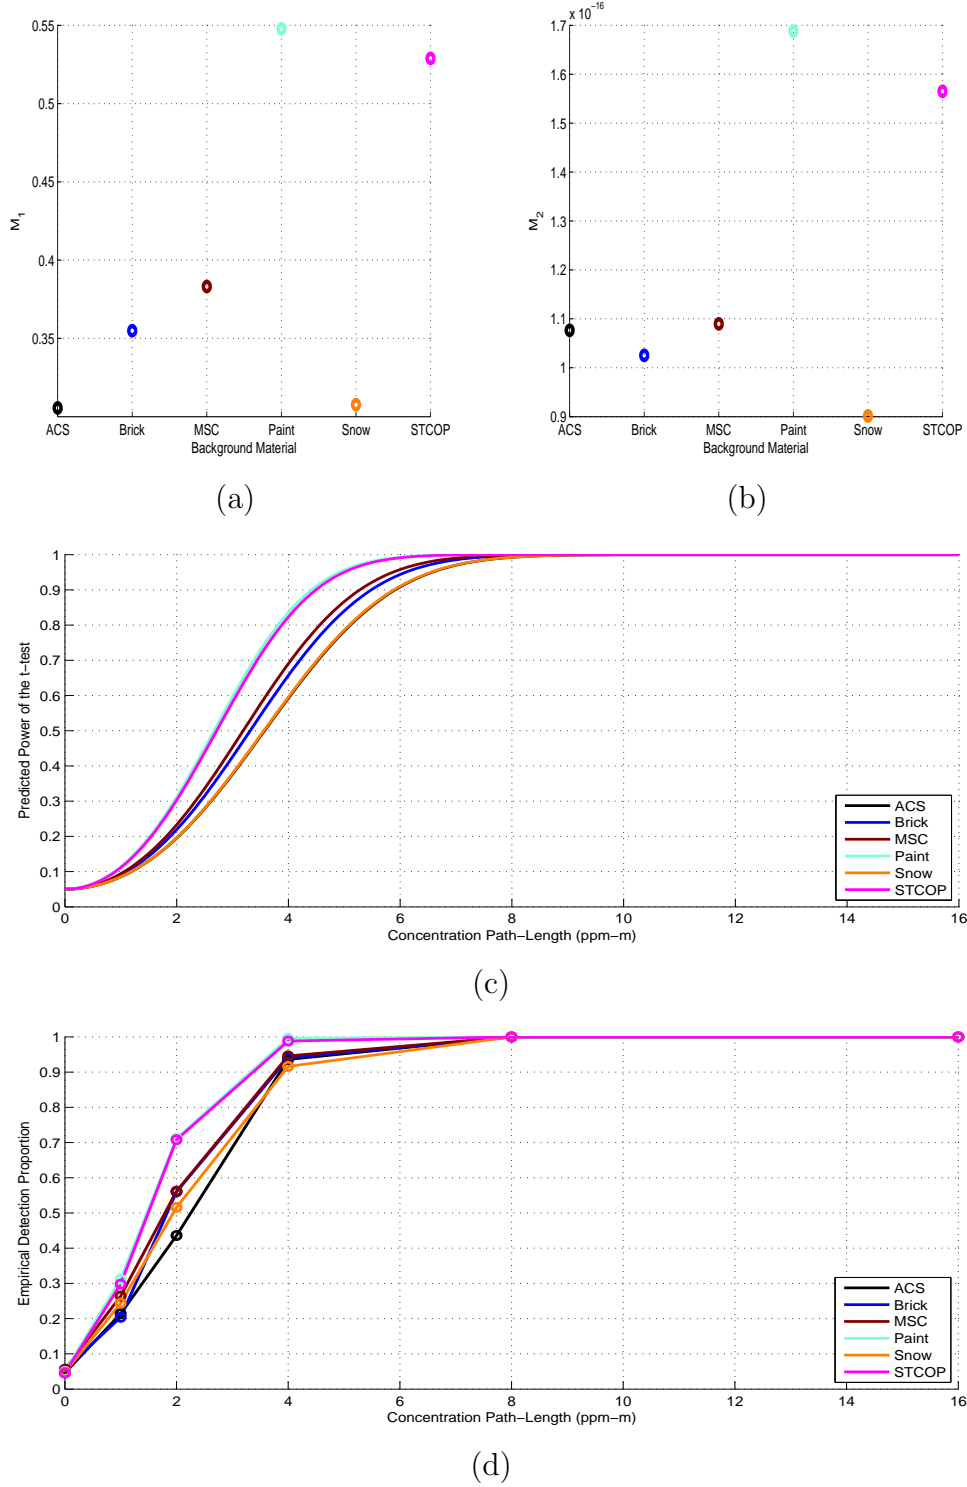 x 10^-16
0.55
0.5
0.45
0.4
0.35
M_1
ACS Brick MSC Paint Snow STCOP
Background Material
(a)
1.7
1.6
1.5
1.4
1.3
1.2
1.1
1
0.9
M_2
ACS Brick MSC Paint Snow STCOP
Background Material
(b)
1
0.9
0.8
0.7
0.6
0.5
0.4
0.3
0.2
0.1
0
Predicted Power of the t-test
0 2 4 6 8 10 12 14 16
Concentration Path-Length (ppm-m)
ACS
Brick
MSC
Paint
Snow
STCOP
(c)
1
0.9
0.8
0.7
0.6
0.5
0.4
0.3
0.2
0.1
0
Empirical Detection Proportion
0 2 4 6 8 10 12 14 16
Concentration Path-Length (ppm-m)
ACS
Brick
MSC
Paint
Snow
STCOP
(d)